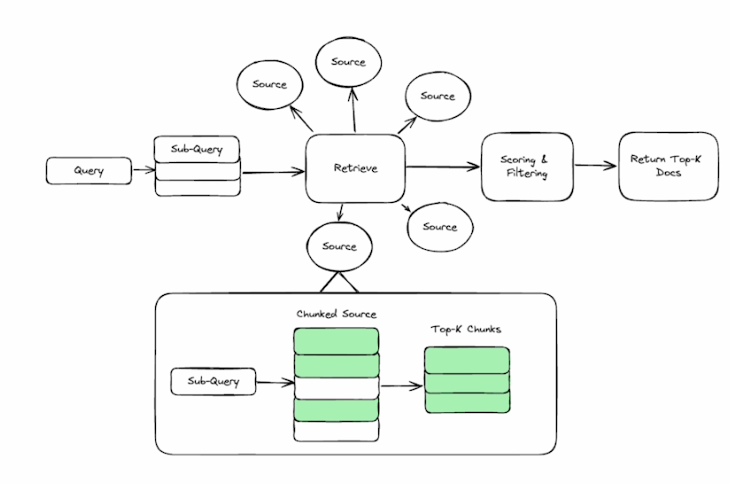 Source
Source
Source
Query
Sub-Query
Retrieve
Scoring &
Filtering
Return Top-K
Docs
Source
Source
Chunked Source
Top-K Chunks
Sub-Query